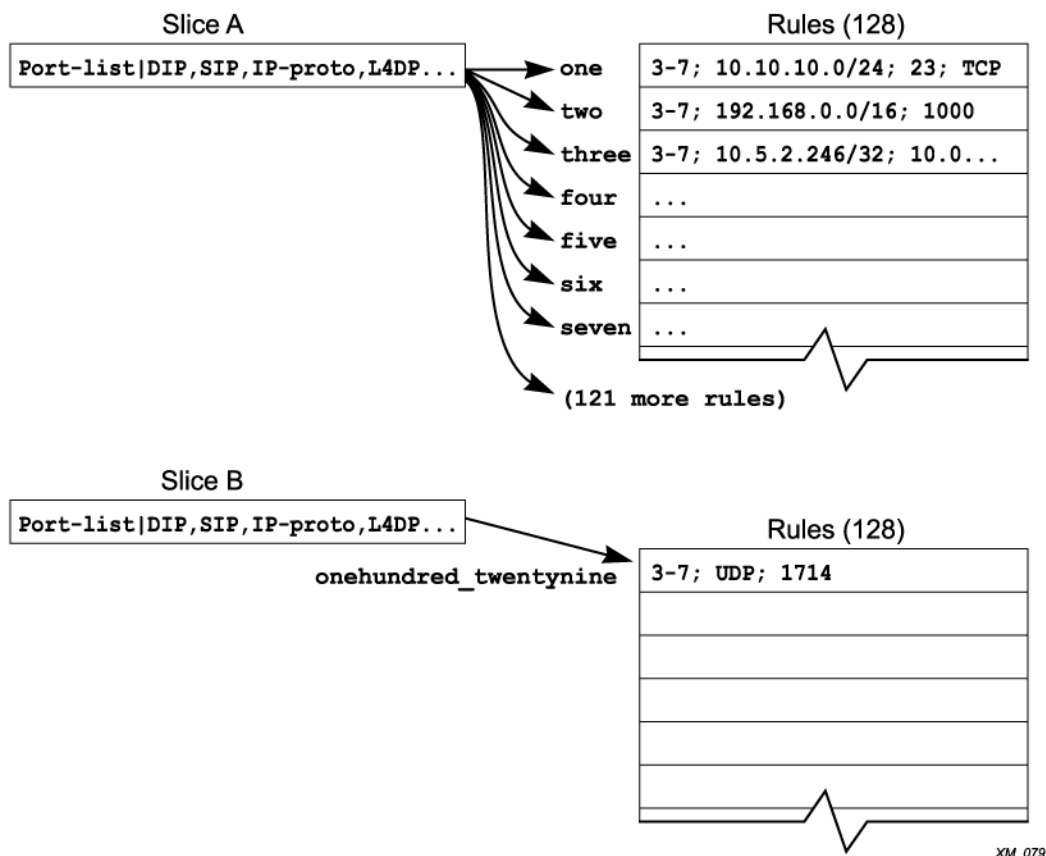 Slice A
Rules (128)
Port-list|DIP,SIP,IP-proto,L4DP...
one
3-7; 10.10.10.0/24; 23; TCP
two
3-7; 192.168.0.0/16; 1000
three
3-7; 10.5.2.246/32; 10.0...
four
...
five
...
six
...
seven
...
(121 more rules)
Slice B
Port-list|DIP,SIP,IP-proto,L4DP...
Rules (128)
onehundred_twentynine
3-7; UDP; 1714
XM_079